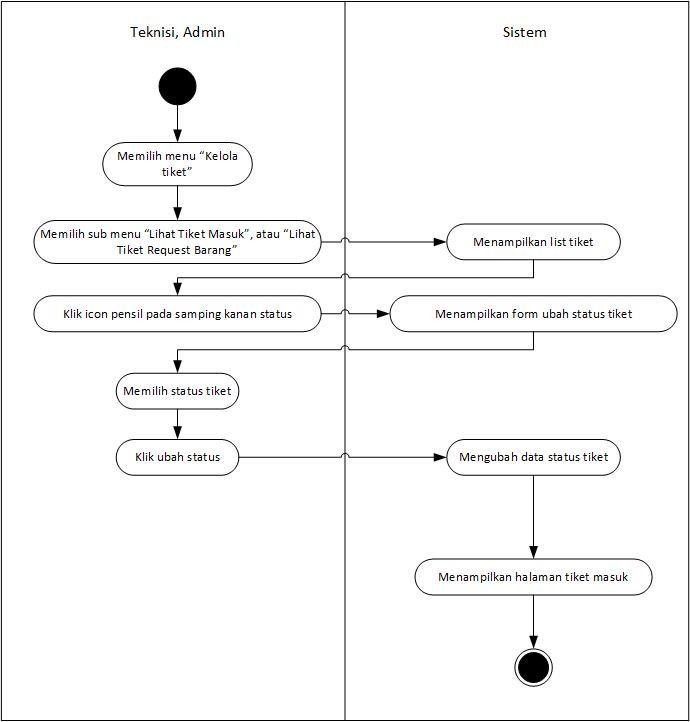 Teknisi, Admin
Sistem
Memilih menu “Kelola
tiket”
Memilih sub menu “Lihat Tiket Masuk”, atau “Lihat
Tiket Request Barang”
Menampilkan list tiket
Klik icon pensil pada samping kanan status
Menampilkan form ubah status tiket
Memilih status tiket
Klik ubah status
Mengubah data status tiket
Menampilkan halaman tiket masuk